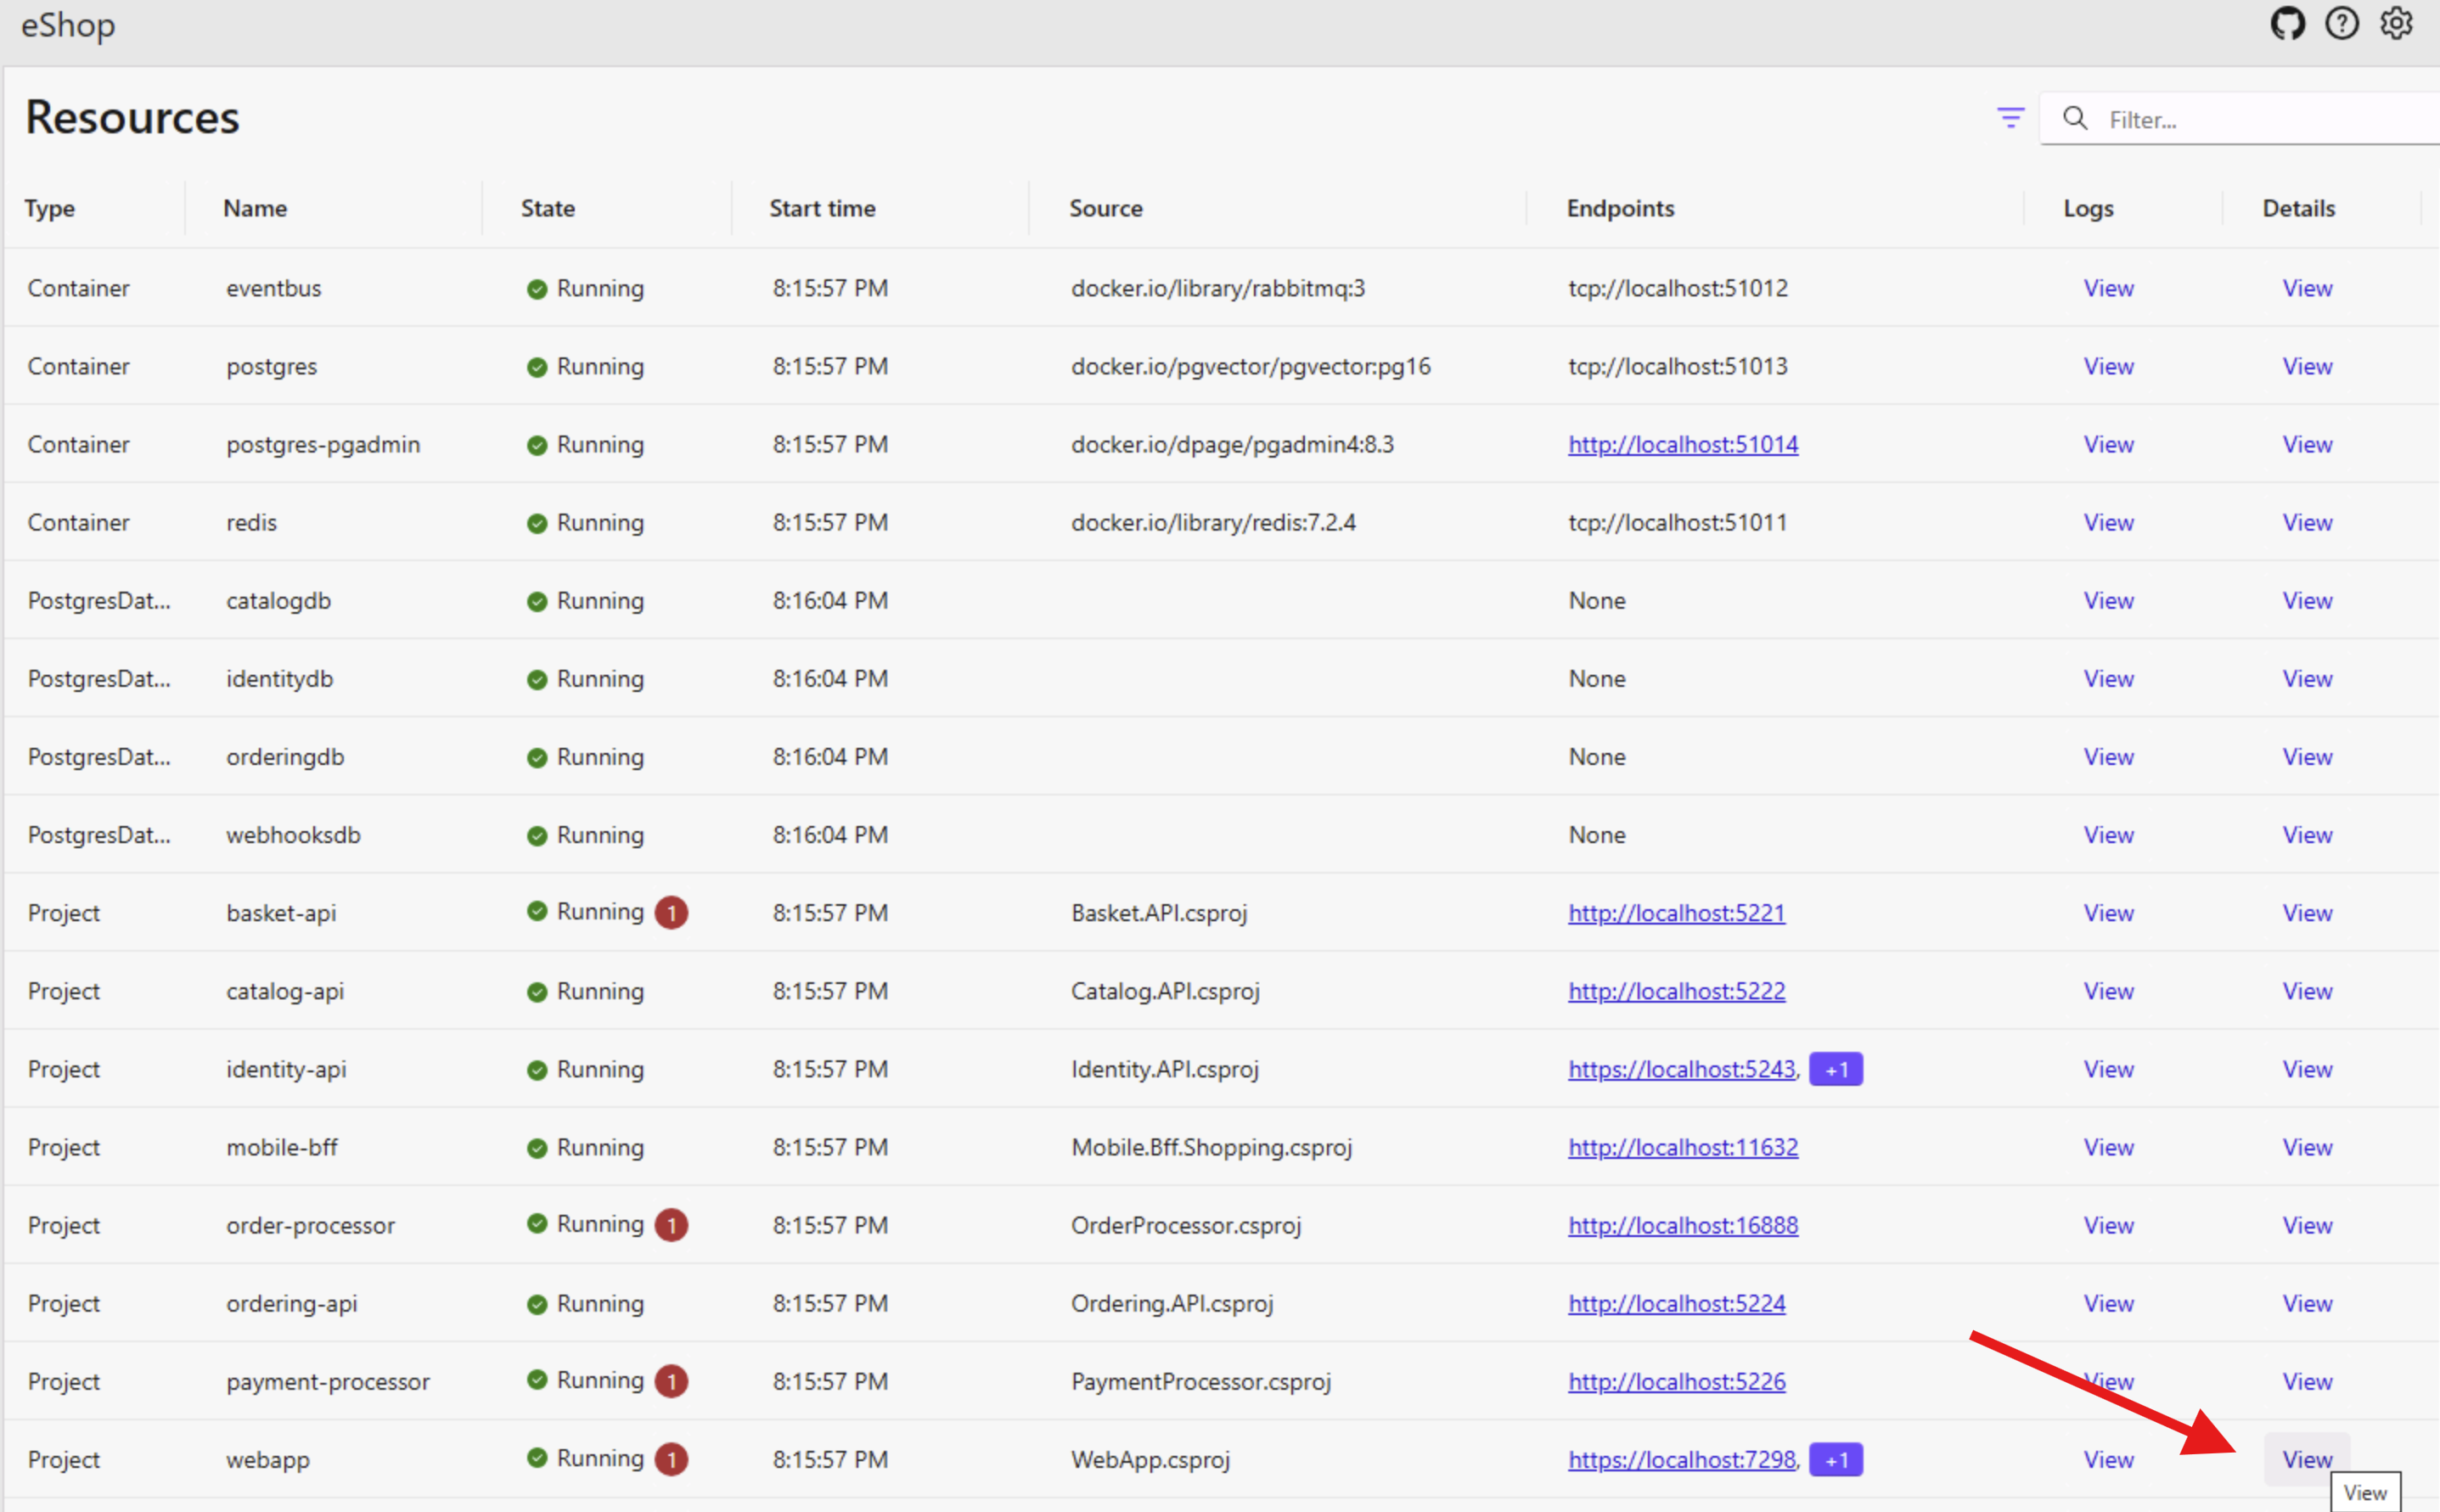 eShop
Resources
Filter...
Type Name State Start time Source Endpoints Logs Details
Container eventbus Running 8:15:57 PM docker.io/library/rabbitmq:3 tcp://localhost:51012 View View
Container postgres Running 8:15:57 PM docker.io/pgvector/pgvector:pg16 tcp://localhost:51013 View View
Container postgres-pgadmin Running 8:15:57 PM docker.io/dpage/pgadmin4:8.3 http://localhost:51014 View View
Container redis Running 8:15:57 PM docker.io/library/redis:7.2.4 tcp://localhost:51011 View View
PostgresDat... catalogdb Running 8:16:04 PM None View View
PostgresDat... identitydb Running 8:16:04 PM None View View
PostgresDat... orderingdb Running 8:16:04 PM None View View
PostgresDat... webhooksdb Running 8:16:04 PM None View View
Project basket-api Running 1 8:15:57 PM Basket.API.csproj http://localhost:5221 View View
Project catalog-api Running 8:15:57 PM Catalog.API.csproj http://localhost:5222 View View
Project identity-api Running 8:15:57 PM Identity.API.csproj https://localhost:5243, +1 View View
Project mobile-bff Running 8:15:57 PM Mobile.Bff.Shopping.csproj http://localhost:11632 View View
Project order-processor Running 1 8:15:57 PM OrderProcessor.csproj http://localhost:16888 View View
Project ordering-api Running 8:15:57 PM Ordering.API.csproj http://localhost:5224 View View
Project payment-processor Running 1 8:15:57 PM PaymentProcessor.csproj http://localhost:5226 View View
Project webapp Running 1 8:15:57 PM WebApp.csproj https://localhost:7298, +1 View View
View